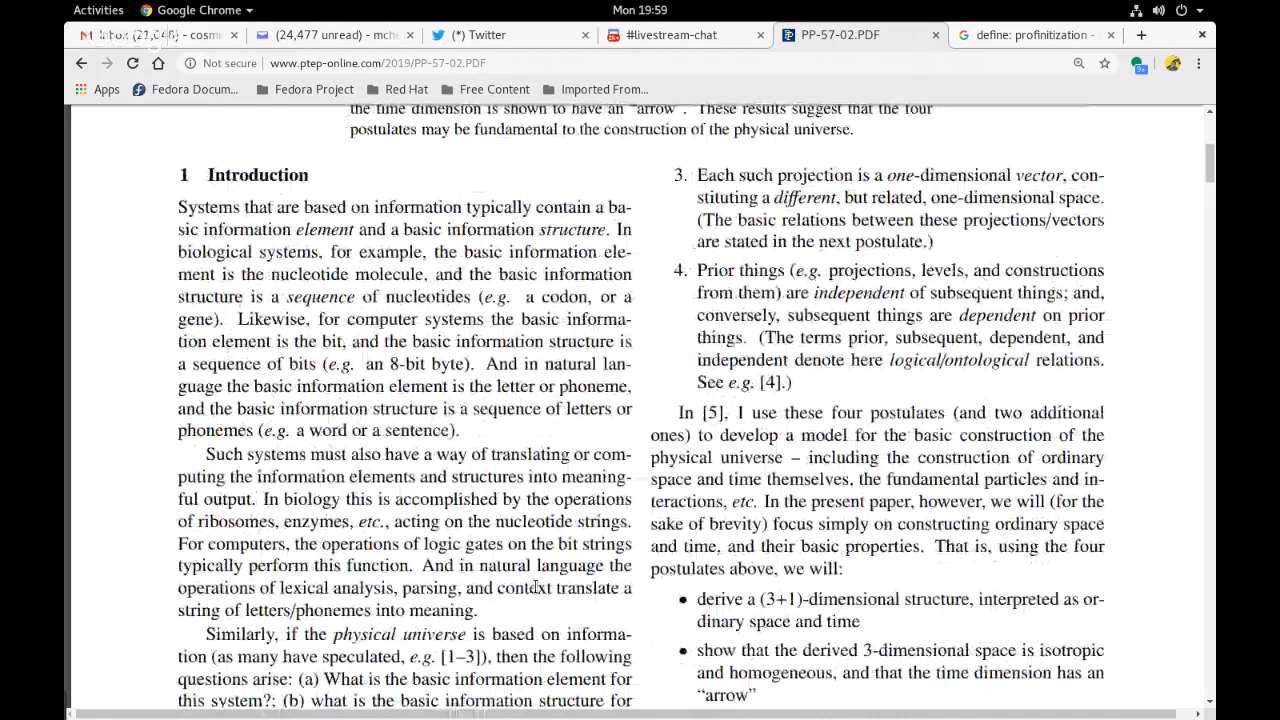 Activities Google Chrome Mon 19:59
Inbox (21,048) - cosm (24,477 unread) - mche (*) Twitter #livestream-chat PP-57-02.PDF define: profinitization -
Not secure www.ptep-online.com/2019/PP-57-02.PDF 9+
Apps Fedora Docum... Fedora Project Red Hat Free Content Imported From...
the time dimension is shown to have an "arrow". These results suggest that the four
postulates may be fundamental to the construction of the physical universe.
1 Introduction
Systems that are based on information typically contain a ba-
sic information element and a basic information structure. In
biological systems, for example, the basic information ele-
ment is the nucleotide molecule, and the basic information
structure is a sequence of nucleotides (e.g. a codon, or a
gene). Likewise, for computer systems the basic informa-
tion element is the bit, and the basic information structure is
a sequence of bits (e.g. an 8-bit byte). And in natural lan-
guage the basic information element is the letter or phoneme,
and the basic information structure is a sequence of letters or
phonemes (e.g. a word or a sentence).
Such systems must also have a way of translating or com-
puting the information elements and structures into meaning-
ful output. In biology this is accomplished by the operations
of ribosomes, enzymes, etc., acting on the nucleotide strings.
For computers, the operations of logic gates on the bit strings
typically perform this function. And in natural language the
operations of lexical analysis, parsing, and context translate a
string of letters/phonemes into meaning.
Similarly, if the physical universe is based on informa-
tion (as many have speculated, e.g. [1–3]), then the following
questions arise: (a) What is the basic information element for
this system?; (b) what is the basic information structure for
3. Each such projection is a one-dimensional vector, con-
stituting a different, but related, one-dimensional space.
(The basic relations between these projections/vectors
are stated in the next postulate.)
4. Prior things (e.g. projections, levels, and constructions
from them) are independent of subsequent things; and,
conversely, subsequent things are dependent on prior
things. (The terms prior, subsequent, dependent, and
independent denote here logical/ontological relations.
See e.g. [4].)
In [5], I use these four postulates (and two additional
ones) to develop a model for the basic construction of the
physical universe – including the construction of ordinary
space and time themselves, the fundamental particles and in-
teractions, etc. In the present paper, however, we will (for the
sake of brevity) focus simply on constructing ordinary space
and time, and their basic properties. That is, using the four
postulates above, we will:
• derive a (3+1)-dimensional structure, interpreted as or-
dinary space and time
• show that the derived 3-dimensional space is isotropic
and homogeneous, and that the time dimension has an
"arrow"